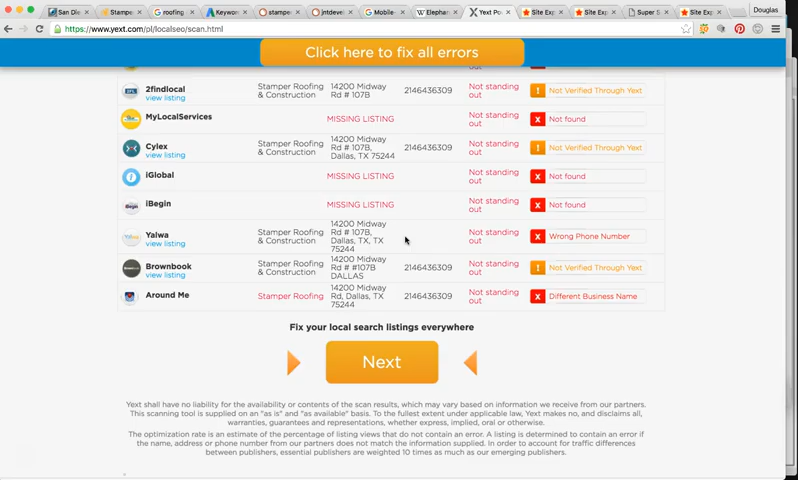 San Die
Stampe
roofing
Keywor
stampe
jntdevel
Mobile-
Elephar
Yext Po
Site Exp
Site Exp
Super S
Site Exp
Douglas
https://www.yext.com/pl/localseo/scan.html
Click here to fix all errors
2findlocal
view listing
Stamper Roofing
& Construction
14200 Midway
Rd # 107B
2146436309
Not standing
out
Not Verified Through Yext
MyLocalServices
MISSING LISTING
Not standing
out
Not found
Cylex
view listing
Stamper Roofing
& Construction
14200 Midway
Rd # 107B,
Dallas, TX 75244
2146436309
Not standing
out
Not Verified Through Yext
iGlobal
MISSING LISTING
Not standing
out
Not found
iBegin
MISSING LISTING
Not standing
out
Not found
Yalwa
view listing
Stamper Roofing
& Construction
14200 Midway
Rd # 107B,
Dallas, TX, TX
75244
Not standing
out
Wrong Phone Number
Brownbook
view listing
Stamper Roofing
& Construction
14200 Midway
Rd # #107B
DALLAS
2146436309
Not standing
out
Not Verified Through Yext
Around Me
Stamper Roofing
14200 Midway
Rd, Dallas, TX
75244
2146436309
Not standing
out
Different Business Name
Fix your local search listings everywhere
Next
Yext shall have no liability for the availability or contents of the scan results, which may vary based on information we receive from our partners.
This scanning tool is supplied on an "as is" and "as available" basis. To the fullest extent under applicable law, Yext makes no, and disclaims all,
warranties, guarantees and representations, whether express, implied, oral or otherwise.
The optimization rate is an estimate of the percentage of listing views that do not contain an error. A listing is determined to contain an error if
the name, address or phone number from our partners does not match the information supplied. In order to account for traffic differences
between publishers, essential publishers are weighted 10 times as much as our emerging publishers.